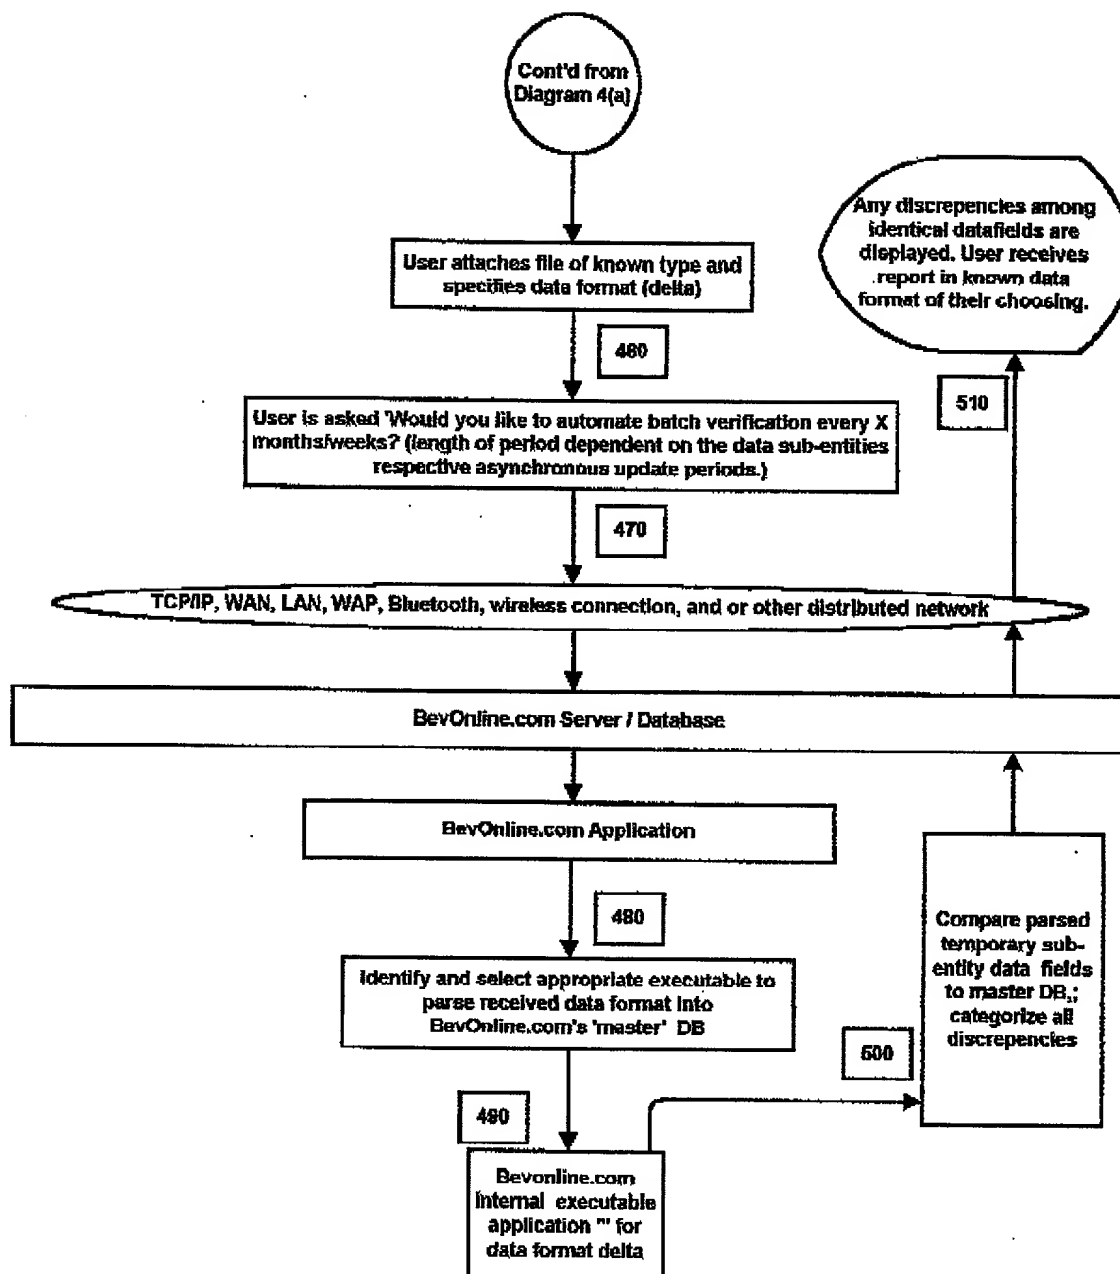 Cont'd from
Diagram 4(a)
User attaches file of known type and
specifies data format (delta)
460
User is asked 'Would you like to automate batch verification every X
months/weeks? (length of period dependent on the data sub-entities
respective asynchronous update periods.)
470
TCP/IP, WAN, LAN, WAP, Bluetooth, wireless connection, and or other distributed network
BevOnline.com Server / Database
BevOnline.com Application
480
Identify and select appropriate executable to
parse received data format into
BevOnline.com's 'master' DB
490
Bevonline.com
Internal executable
application '" for
data format delta
500
Compare parsed
temporary sub-
entity data fields
to master DB,;
categorize all
discrepencies
510
Any discrepencies among
identical datafields are
displayed. User receives
report in known data
format of their choosing.